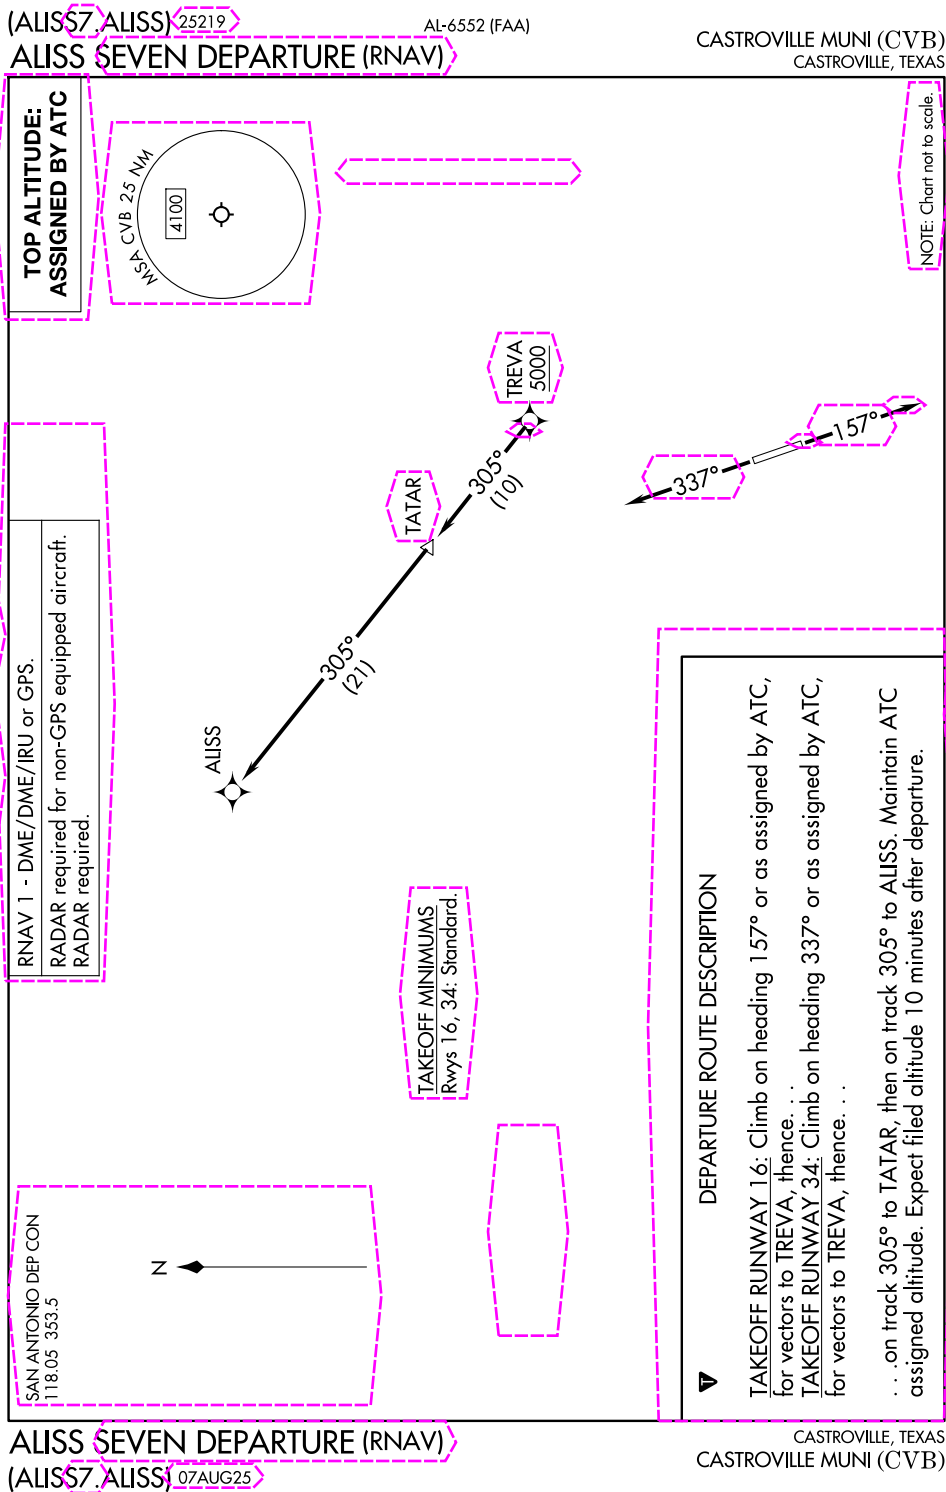 (ALISS7.ALISS) 25219
AL-6552 (FAA)
ALISS SEVEN DEPARTURE (RNAV)
CASTROVILLE MUNI (CVB)
CASTROVILLE, TEXAS
TOP ALTITUDE:
ASSIGNED BY ATC
MSA CVB 25 NM
4100
NOTE: Chart not to scale.
RNAV 1 - DME/DME/IRU or GPS.
RADAR required for non-GPS equipped aircraft.
RADAR required.
TREVA
5000
305°
(10)
TATAR
305°
(21)
ALISS
337°
157°
TAKEOFF MINIMUMS
Rwys 16, 34: Standard.
SAN ANTONIO DEP CON
118.05 353.5
N
DEPARTURE ROUTE DESCRIPTION
T
TAKEOFF RUNWAY 16: Climb on heading 157° or as assigned by ATC,
for vectors to TREVA, thence. . .
TAKEOFF RUNWAY 34: Climb on heading 337° or as assigned by ATC,
for vectors to TREVA, thence. . .
. . .on track 305° to TATAR, then on track 305° to ALISS. Maintain ATC
assigned altitude. Expect filed altitude 10 minutes after departure.
ALISS SEVEN DEPARTURE (RNAV)
(ALISS7.ALISS) 07AUG25
CASTROVILLE, TEXAS
CASTROVILLE MUNI (CVB)